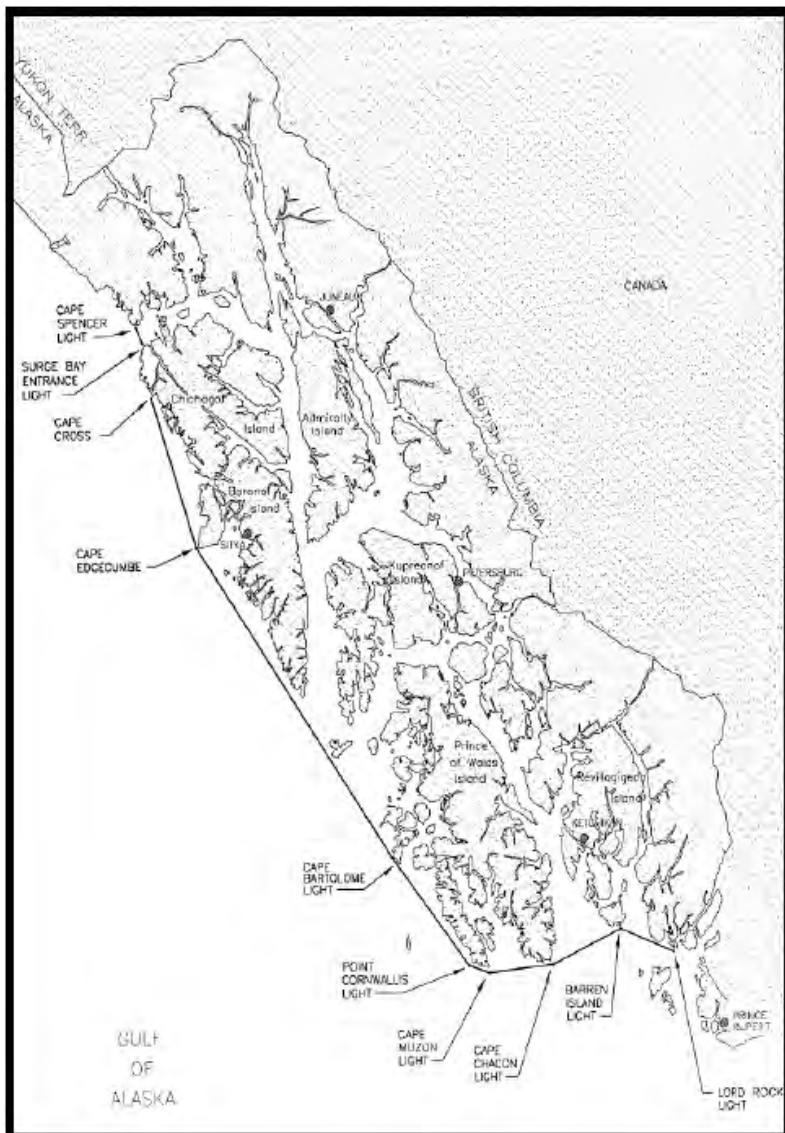 YUKON TERR.
ALASKA
CANADA
JUNEAU
CAPE
SPENCER
LIGHT
SURGE BAY
ENTRANCE
LIGHT
CAPE
CROSS
Chichagof
Island
Admiralty
Island
BRITISH COLUMBIA
ALASKA
Baranof
Island
SITKA
CAPE
EDGECUMBE
Kupreanof
Island
PETERSBURG
Prince
of Wales
Island
Revillagigedo
Island
KETCHIKAN
CAPE
BARTOLOME
LIGHT
POINT
CORNWALLIS
LIGHT
BARREN
ISLAND
LIGHT
CAPE
MUZON
LIGHT
CAPE
CHACON
LIGHT
PRINCE
RUPERT
LORD ROCK
LIGHT
GULF
OF
ALASKA